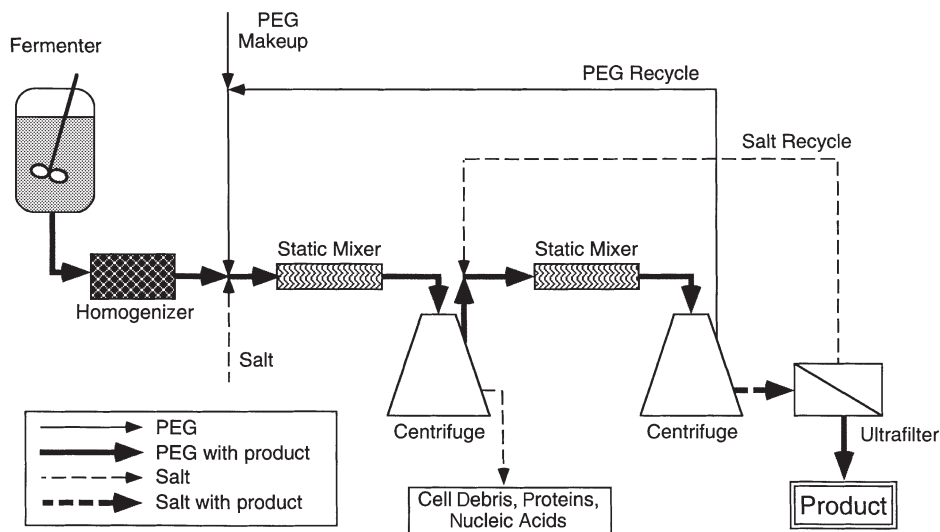 PEG
Makeup
Fermenter
PEG Recycle
Salt Recycle
Static Mixer
Static Mixer
Homogenizer
Salt
Centrifuge
Centrifuge
Ultrafilter
PEG
PEG with product
Salt
Salt with product
Cell Debris, Proteins,
Nucleic Acids
Product